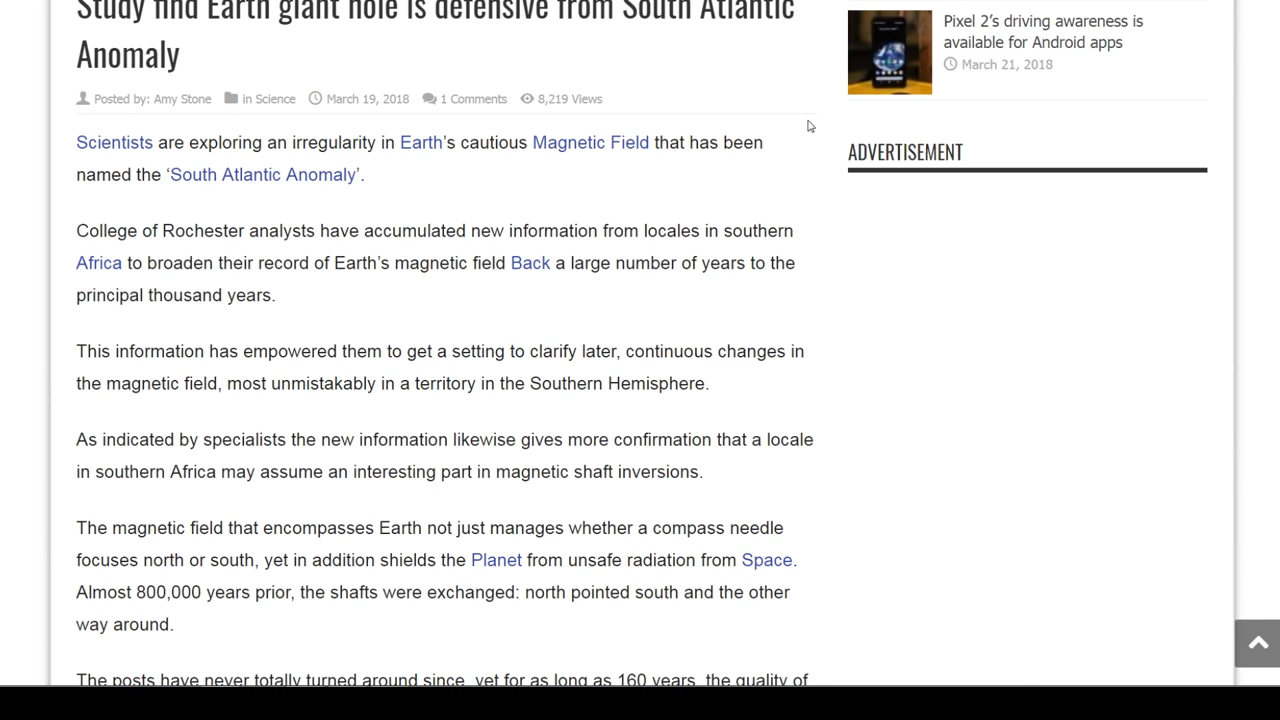 Study find Earth giant hole is defensive from South Atlantic
Anomaly
Posted by: Amy Stone in Science March 19, 2018 1 Comments 8,219 Views
Scientists are exploring an irregularity in Earth's cautious Magnetic Field that has been
named the 'South Atlantic Anomaly'.
College of Rochester analysts have accumulated new information from locales in southern
Africa to broaden their record of Earth's magnetic field Back a large number of years to the
principal thousand years.
This information has empowered them to get a setting to clarify later, continuous changes in
the magnetic field, most unmistakably in a territory in the Southern Hemisphere.
As indicated by specialists the new information likewise gives more confirmation that a locale
in southern Africa may assume an interesting part in magnetic shaft inversions.
The magnetic field that encompasses Earth not just manages whether a compass needle
focuses north or south, yet in addition shields the Planet from unsafe radiation from Space.
Almost 800,000 years prior, the shafts were exchanged: north pointed south and the other
way around.
The posts have never totally turned around since, yet for as long as 160 years, the quality of
Pixel 2's driving awareness is
available for Android apps
March 21, 2018
ADVERTISEMENT